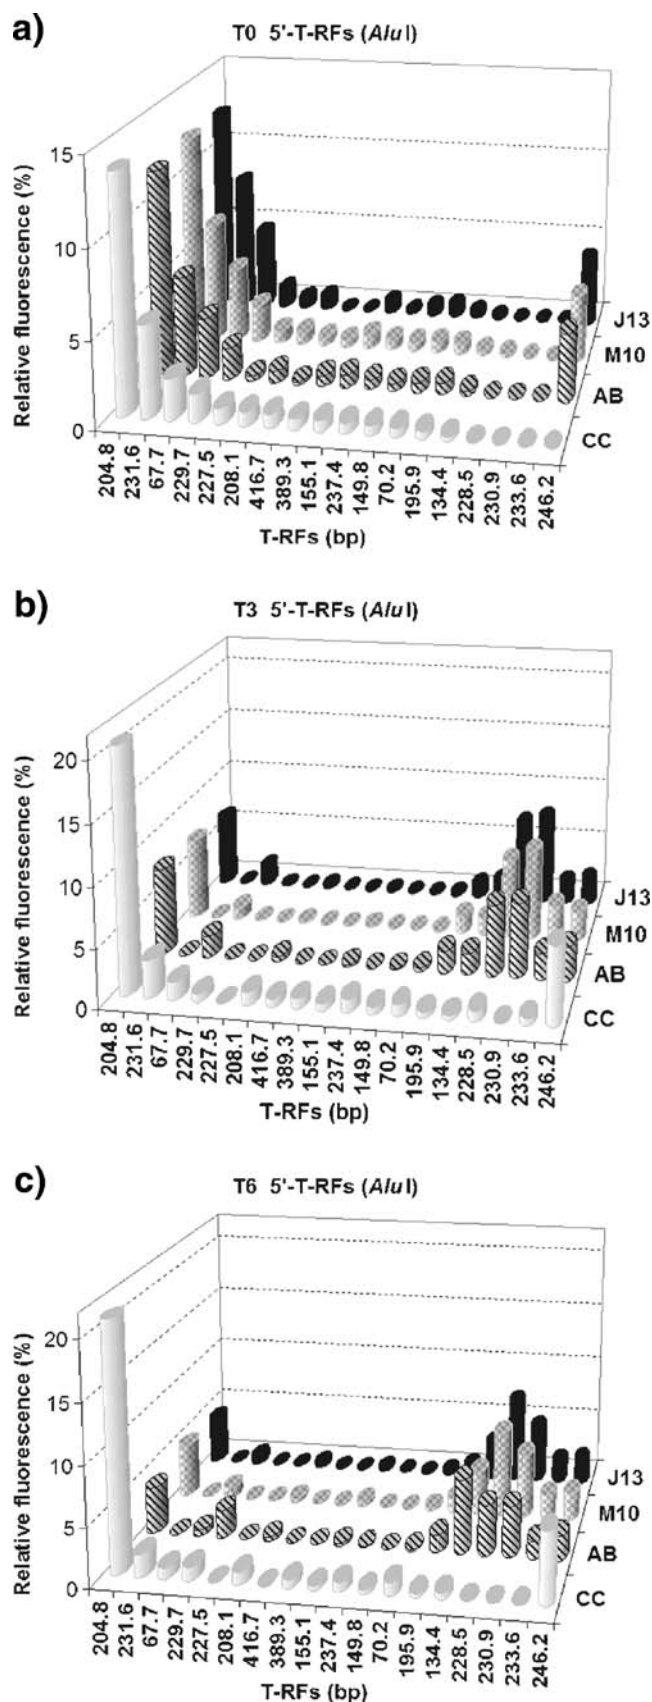 a)
T0 5'-T-RFs (AluI)
Relative fluorescence (%)
15
10
5
0
204.8
231.6
67.7
229.7
227.5
208.1
416.7
389.3
155.1
237.4
149.8
70.2
195.9
134.4
228.5
230.9
233.6
246.2
J13
M10
AB
CC
T-RFs (bp)
b)
T3 5'-T-RFs (AluI)
Relative fluorescence (%)
20
15
10
5
0
204.8
231.6
67.7
229.7
227.5
208.1
416.7
389.3
155.1
237.4
149.8
70.2
195.9
134.4
228.5
230.9
233.6
246.2
J13
M10
AB
CC
T-RFs (bp)
c)
T6 5'-T-RFs (AluI)
Relative fluorescence (%)
20
15
10
5
0
204.8
231.6
67.7
229.7
227.5
208.1
416.7
389.3
155.1
237.4
149.8
70.2
195.9
134.4
228.5
230.9
233.6
246.2
J13
M10
AB
CC
T-RFs (bp)